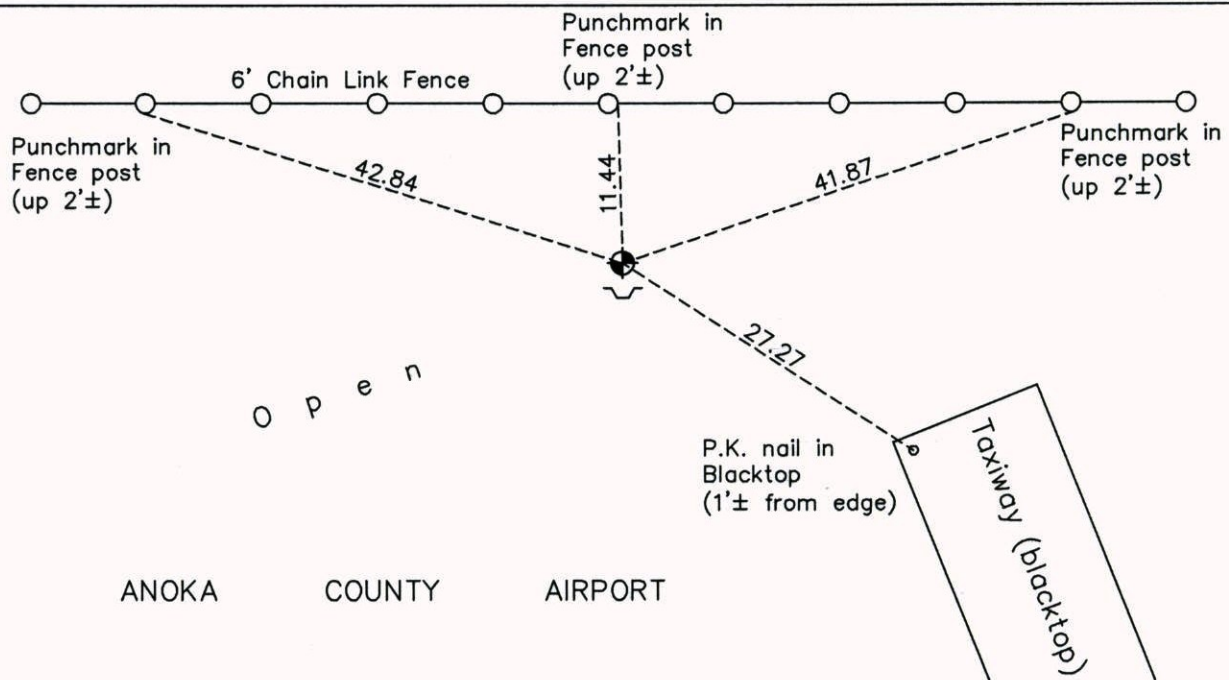 Punchmark in
Fence post
(up 2'±)
6' Chain Link Fence
Punchmark in
Fence post
(up 2'±)
Punchmark in
Fence post
(up 2'±)
42.84
11.44
41.87
27.27
Open
P.K. nail in
Blacktop
(1'± from edge)
Taxiway (blacktop)
ANOKA COUNTY AIRPORT